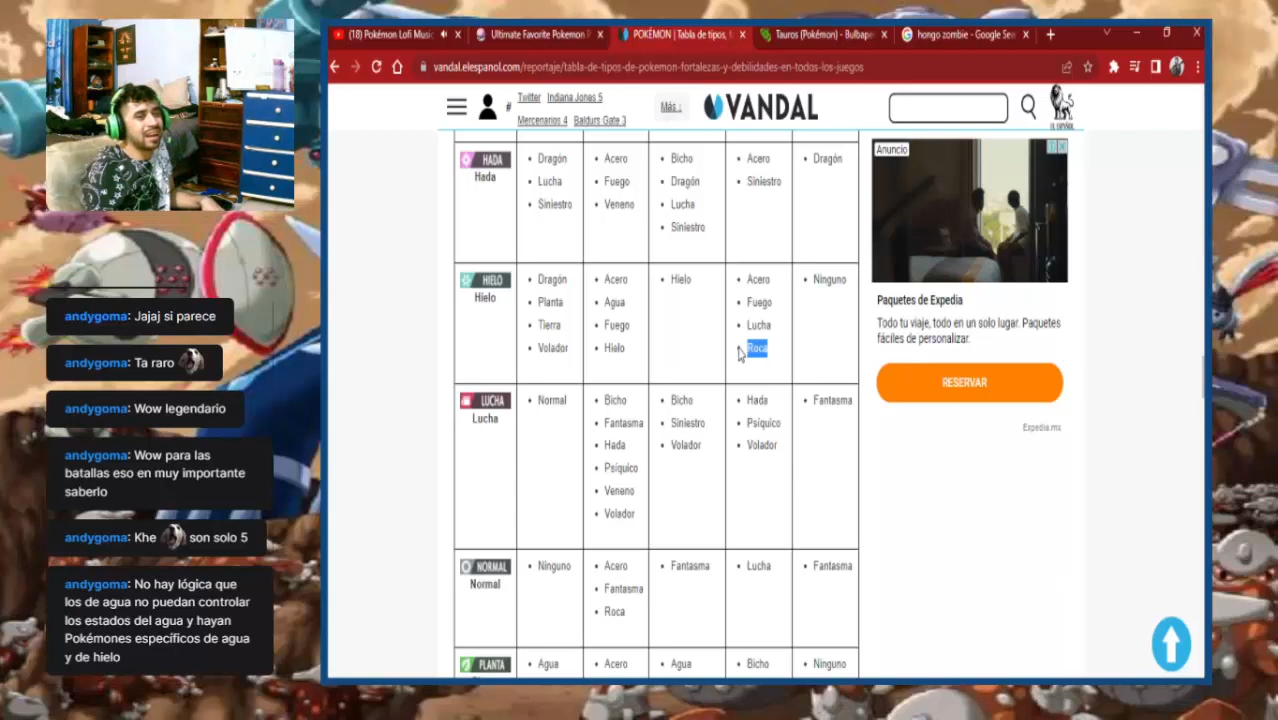 (18) Pokémon Lofi Music
Ultimate Favorite Pokemon P
POKÉMON | Tabla de tipos, f
Tauros (Pokémon) - Bulbape
hongo zombie - Google Sea
vandal.elespanol.com/reportaje/tabla-de-tipos-de-pokemon-fortalezas-y-debilidades-en-todos-los-juegos
# Twitter Indiana Jones 5
Mercenarios 4 Baldurs Gate 3
Más ↓
VANDAL
EL ESPAÑOL
HADA
Hada
• Dragón
• Lucha
• Siniestro
• Acero
• Fuego
• Veneno
• Bicho
• Dragón
• Lucha
• Siniestro
• Acero
• Siniestro
• Dragón
HIELO
Hielo
• Dragón
• Planta
• Tierra
• Volador
• Acero
• Agua
• Fuego
• Hielo
• Hielo
• Acero
• Fuego
• Lucha
• Roca
• Ninguno
LUCHA
Lucha
• Normal
• Bicho
• Fantasma
• Hada
• Psíquico
• Veneno
• Volador
• Bicho
• Siniestro
• Volador
• Hada
• Psíquico
• Volador
• Fantasma
NORMAL
Normal
• Ninguno
• Acero
• Fantasma
• Roca
• Fantasma
• Lucha
• Fantasma
PLANTA
• Agua
• Acero
• Agua
• Bicho
• Ninguno
Anuncio
Paquetes de Expedia
Todo tu viaje, todo en un solo lugar. Paquetes
fáciles de personalizar.
RESERVAR
Expedia.mx
andygoma: Jajaj si parece
andygoma: Ta raro
andygoma: Wow legendario
andygoma: Wow para las
batallas eso en muy importante
saberlo
andygoma: Khe son solo 5
andygoma: No hay lógica que
los de agua no puedan controlar
los estados del agua y hayan
Pokémones específicos de agua
y de hielo